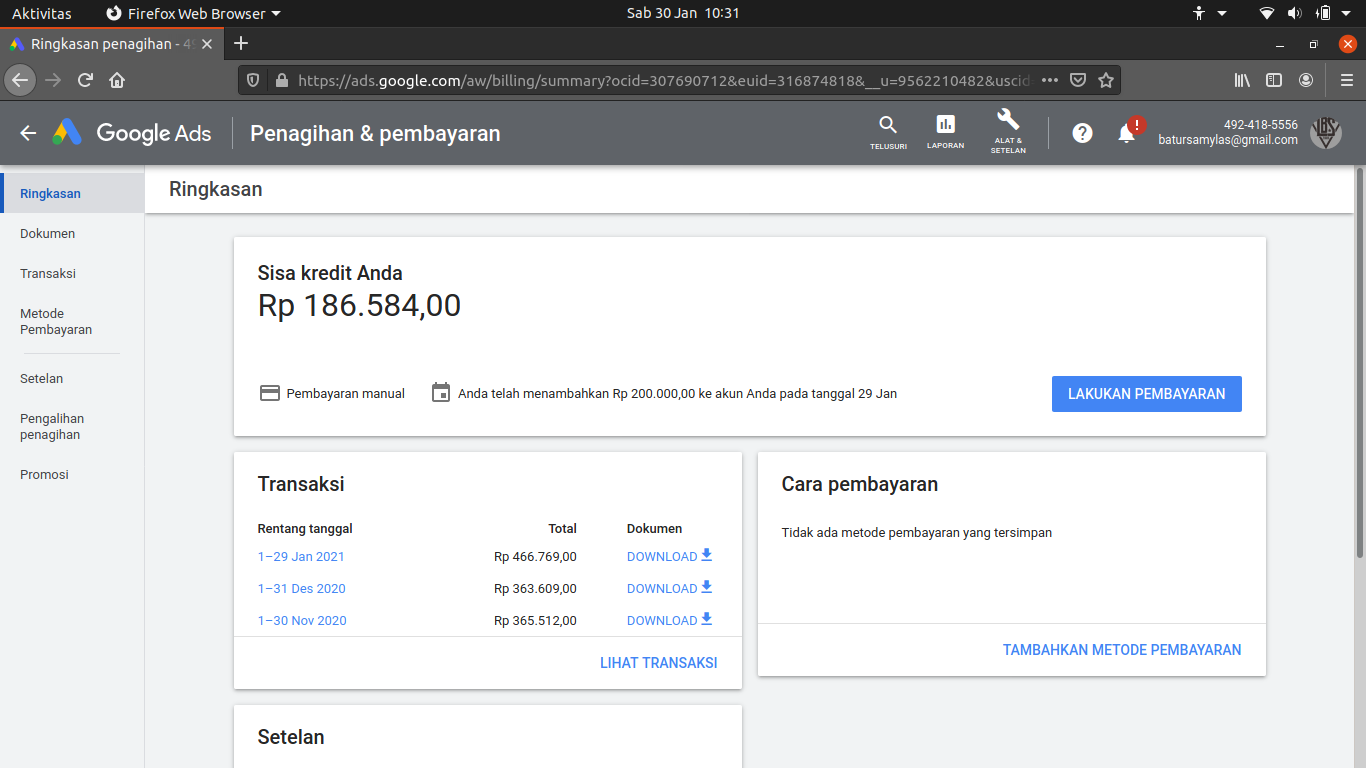 Aktivitas
Firefox Web Browser
Sab 30 Jan 10:31
Ringkasan penagihan - 49
https://ads.google.com/aw/billing/summary?ocid=307690712&euid=316874818&__u=9562210482&uscid
Google Ads
Penagihan & pembayaran
TELUSURI
LAPORAN
ALAT &
SETELAN
!
492-418-5556
batursamylas@gmail.com
LBS
Ringkasan
Dokumen
Transaksi
Metode
Pembayaran
Setelan
Pengalihan
penagihan
Promosi
Ringkasan
Sisa kredit Anda
Rp 186.584,00
Pembayaran manual
Anda telah menambahkan Rp 200.000,00 ke akun Anda pada tanggal 29 Jan
LAKUKAN PEMBAYARAN
Transaksi
Rentang tanggal Total Dokumen
1–29 Jan 2021 Rp 466.769,00 DOWNLOAD
1–31 Des 2020 Rp 363.609,00 DOWNLOAD
1–30 Nov 2020 Rp 365.512,00 DOWNLOAD
LIHAT TRANSAKSI
Cara pembayaran
Tidak ada metode pembayaran yang tersimpan
TAMBAHKAN METODE PEMBAYARAN
Setelan